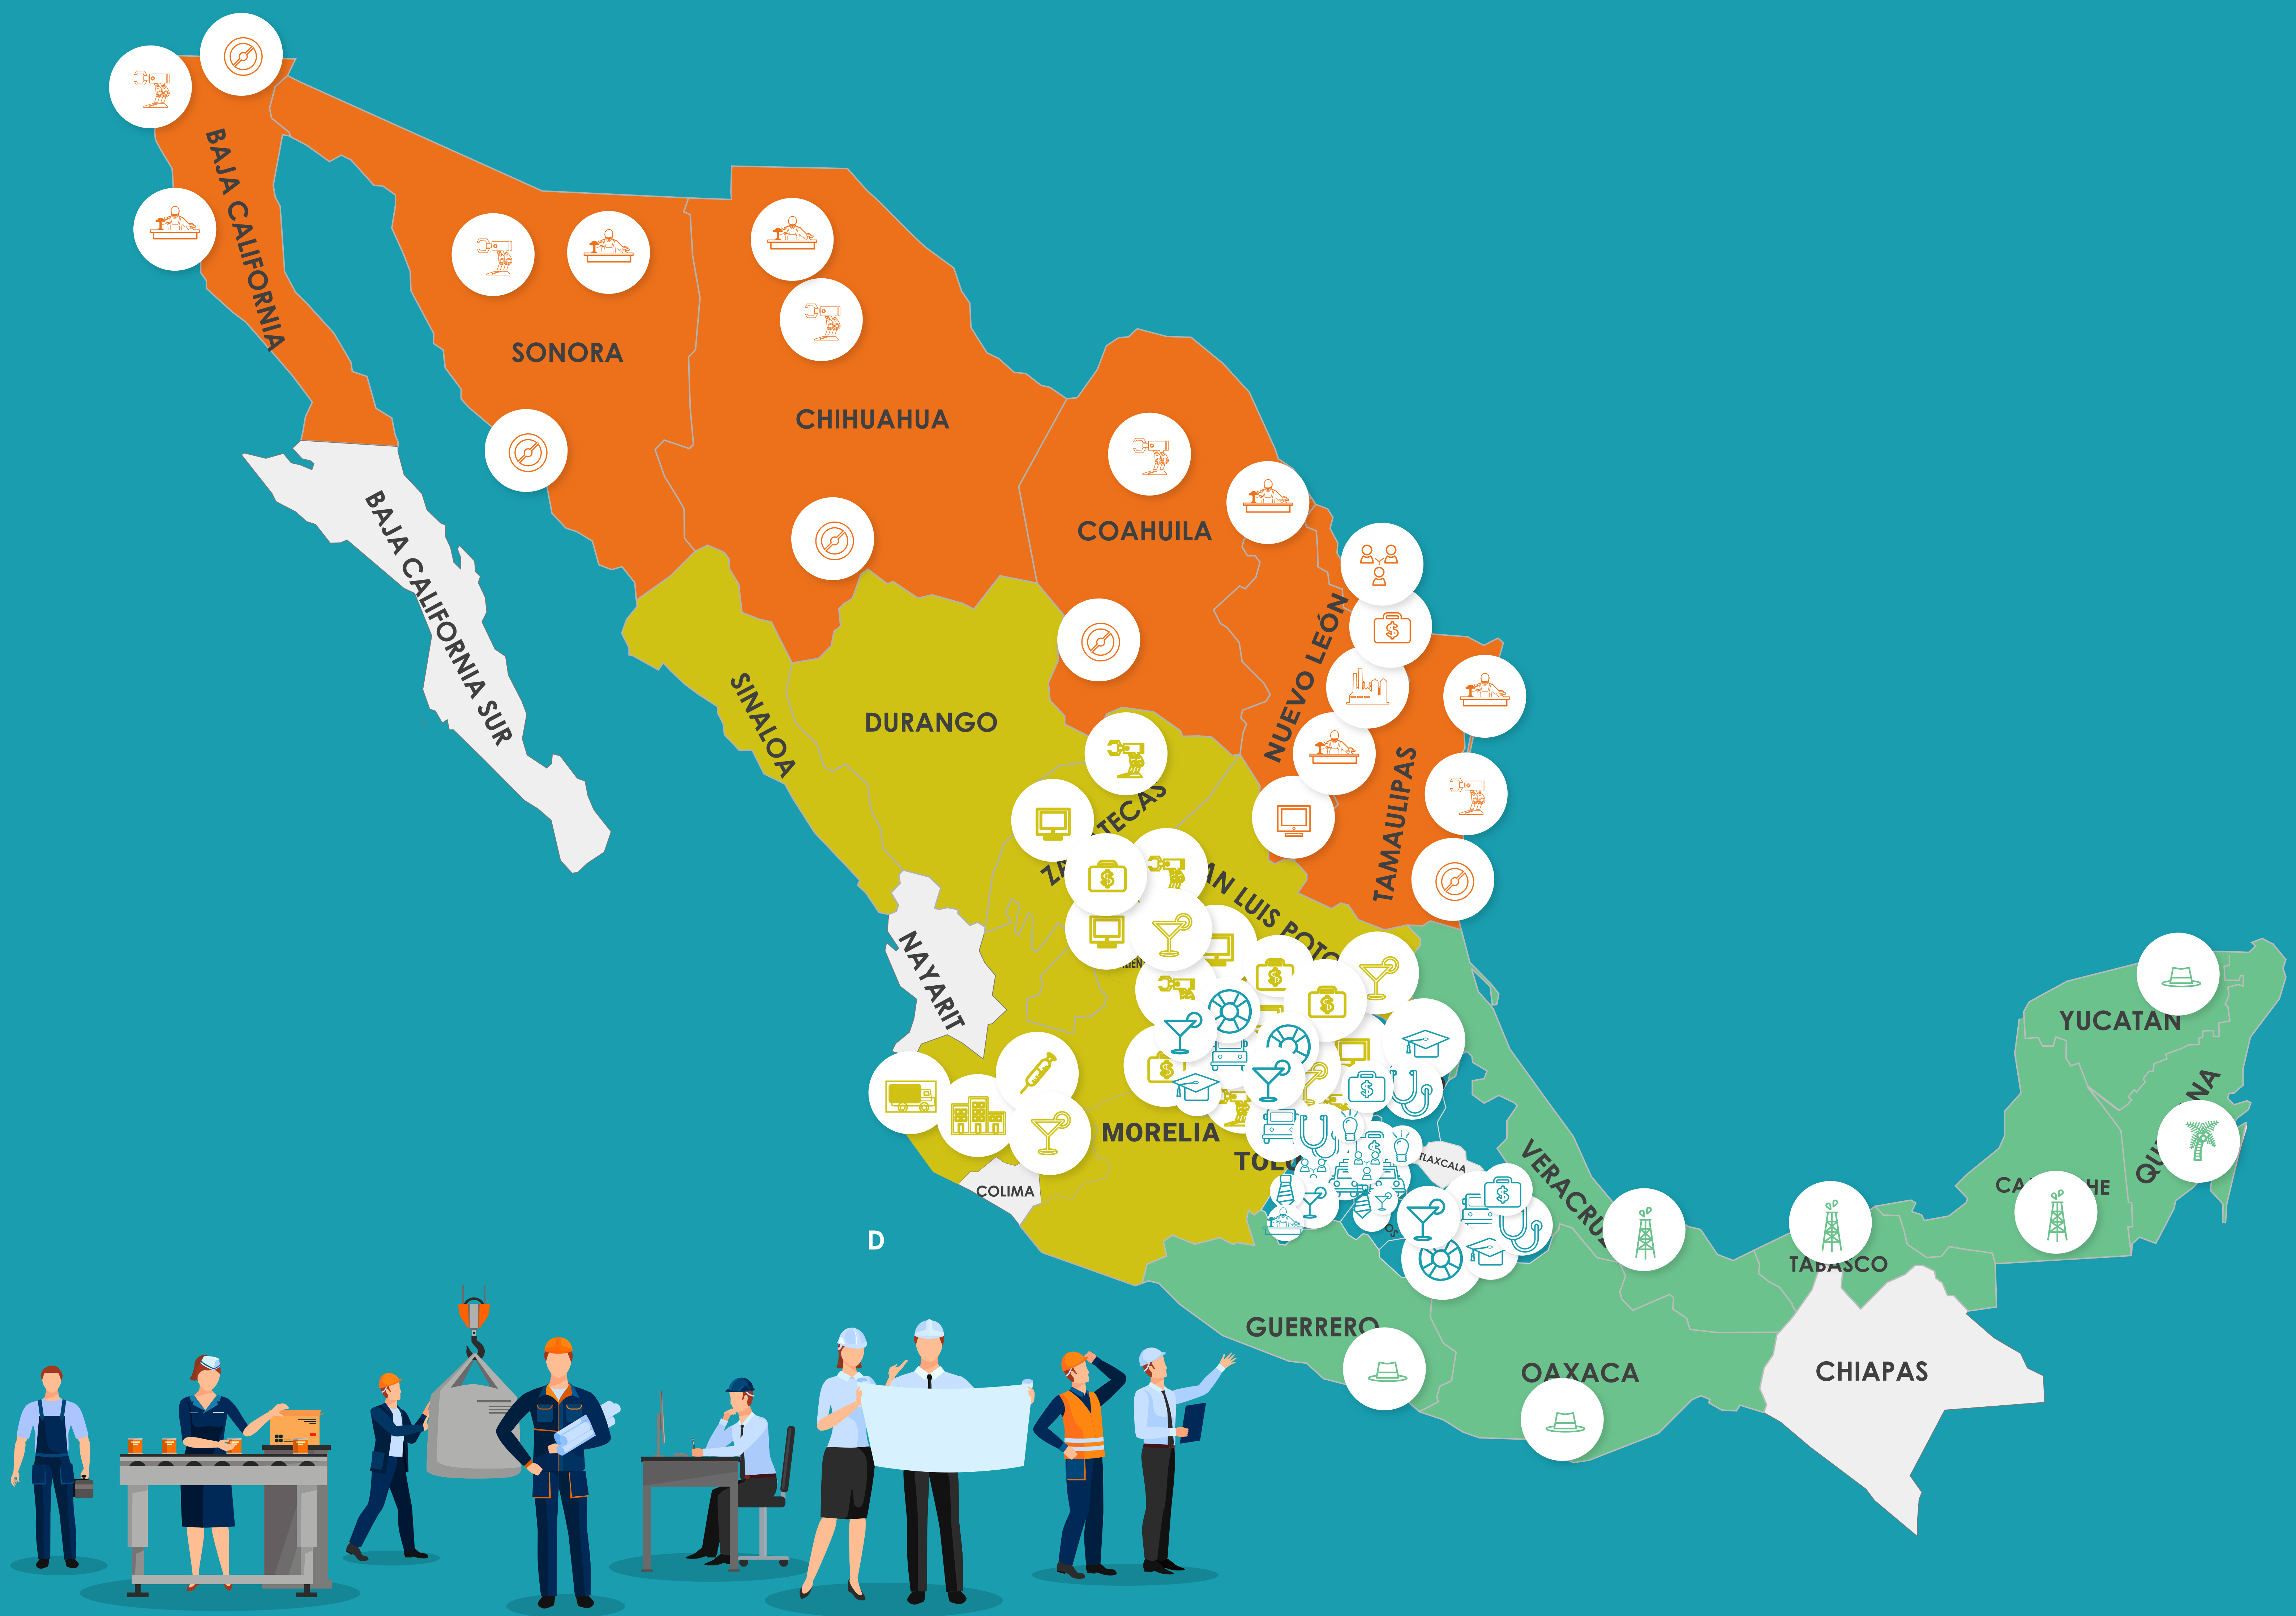 BAJA CALIFORNIA
SONORA
CHIHUAHUA
COAHUILA
BAJA CALIFORNIA SUR
NUEVO LEÓN
SINALOA
DURANGO
TAMAULIPAS
NAYARIT
YUCATÁN
MORELIA
TLAXCALA
COLIMA
VERACRUZ
D
TABASCO
GUERRERO
OAXACA
CHIAPAS